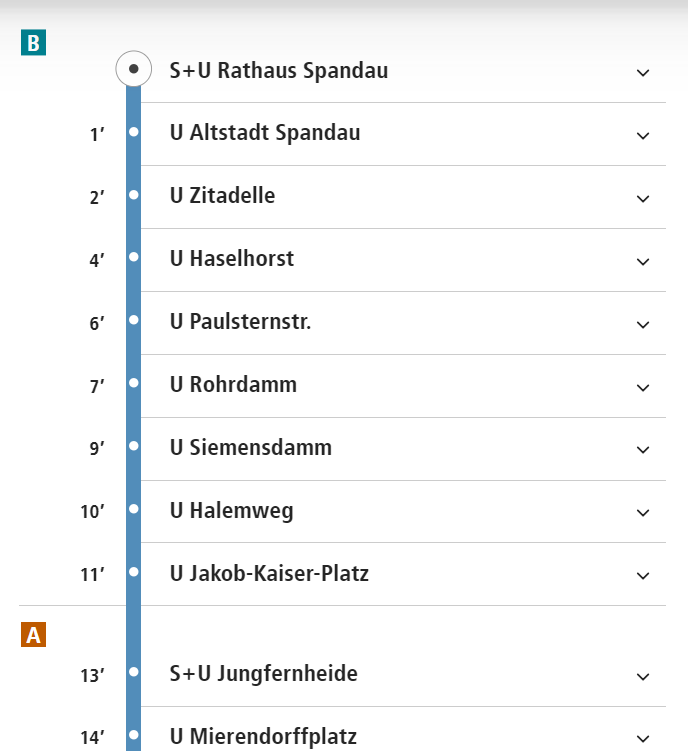 B
S+U Rathaus Spandau
1’ U Altstadt Spandau
2’ U Zitadelle
4’ U Haselhorst
6’ U Paulsternstr.
7’ U Rohrdamm
9’ U Siemensdamm
10’ U Halemweg
11’ U Jakob-Kaiser-Platz
A
13’ S+U Jungfernheide
14’ U Mierendorffplatz